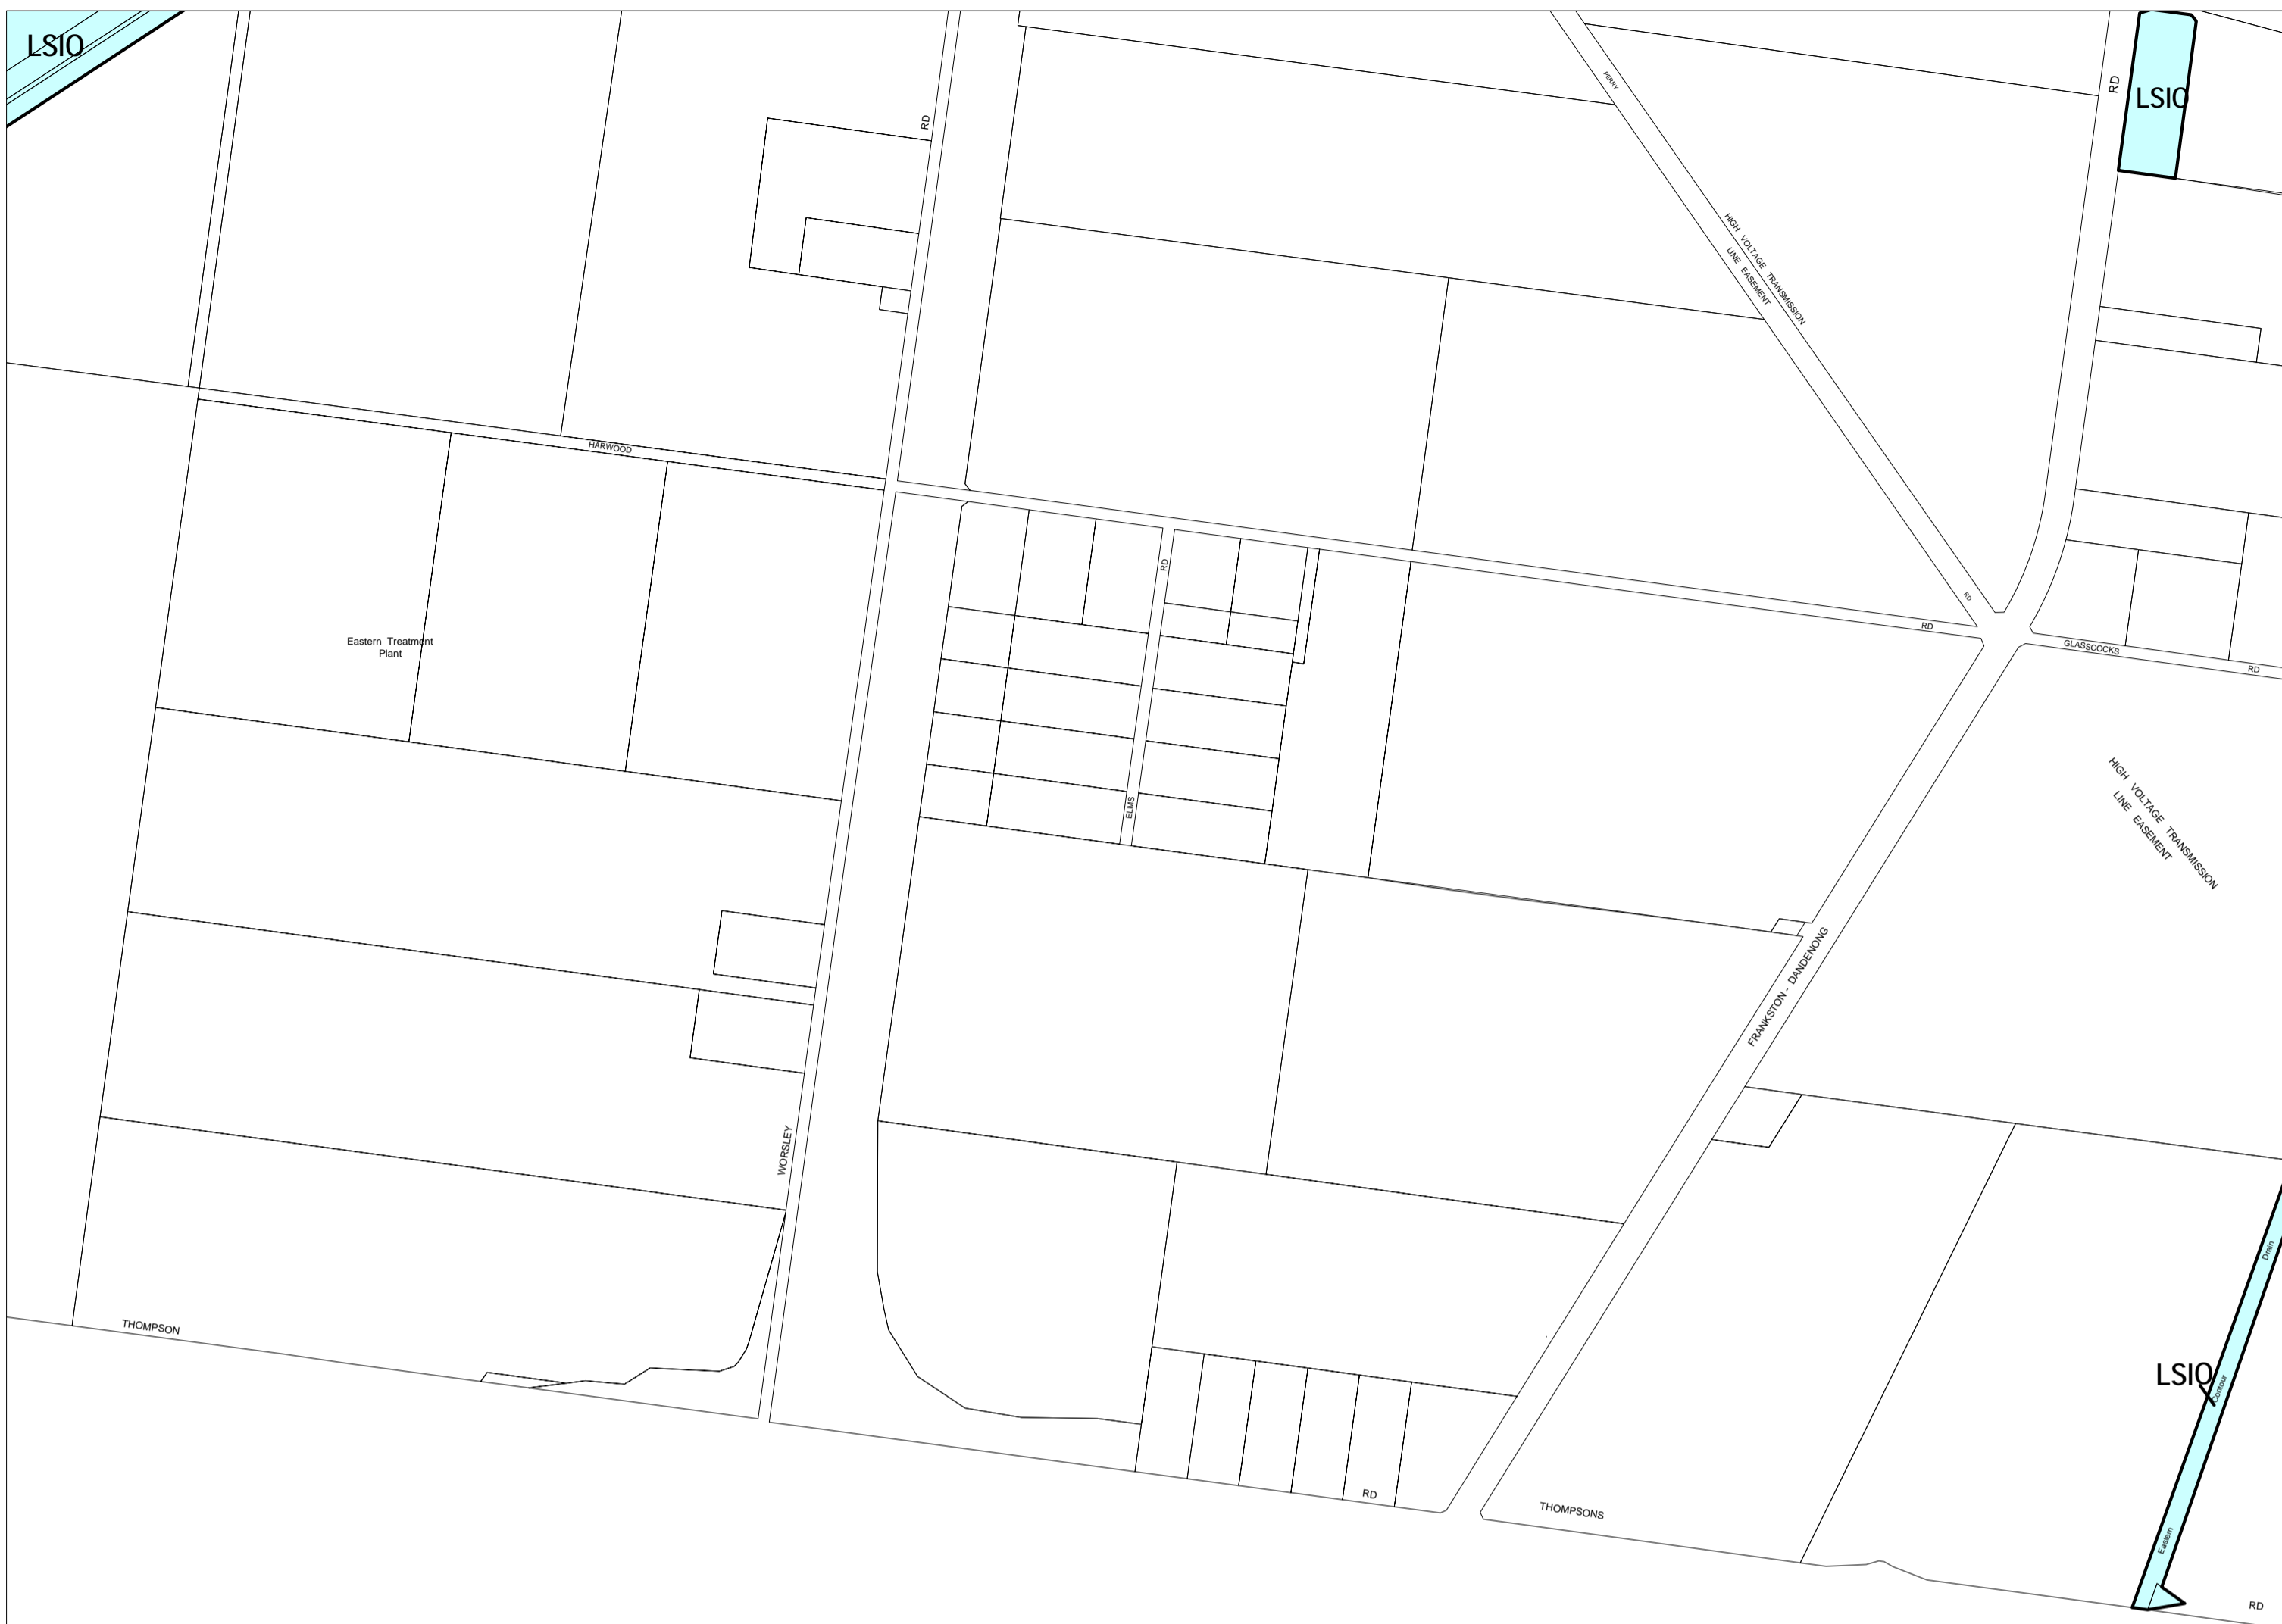 LSIO
PERRY
RD
LSIO
RD
HIGH VOLTAGE TRANSMISSION
LINE EASEMENT
HARWOOD
RD
RD
RD
GLASSCOCKS
RD
Eastern Treatment
Plant
HIGH VOLTAGE TRANSMISSION
LINE EASEMENT
ELMS
FRANKSTON - DANDENONG
WORSLEY
Drain
THOMPSON
LSIO
Contour
RD
THOMPSONS
Eastern
RD